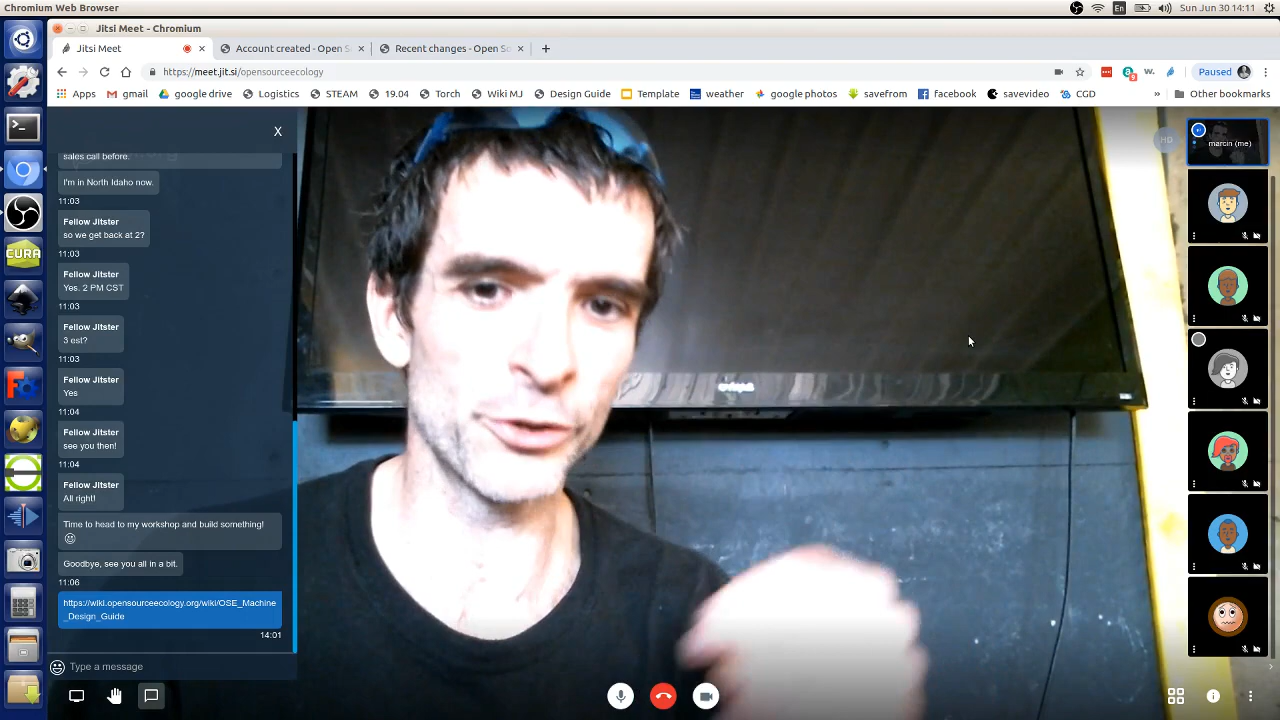 Chromium Web Browser
En
Sun Jun 30 14:11
Jitsi Meet - Chromium
Jitsi Meet
Account created - Open S
Recent changes - Open So
https://meet.jit.si/opensourceecology
Paused
Apps
gmail
google drive
Logistics
STEAM
19.04
Torch
Wiki MJ
Design Guide
Template
weather
google photos
savefrom
facebook
savevideo
CGD
»
Other bookmarks
X
sales call before.
I'm in North Idaho now.
11:03
Fellow Jitster
so we get back at 2?
11:03
Fellow Jitster
Yes. 2 PM CST
11:03
Fellow Jitster
3 est?
11:03
Fellow Jitster
Yes
11:04
Fellow Jitster
see you then!
11:04
Fellow Jitster
All right!
Time to head to my workshop and build something!
Goodbye, see you all in a bit.
11:06
https://wiki.opensourceecology.org/wiki/OSE_Machine
_Design_Guide
14:01
Type a message
HD
marcin (me)
CURA